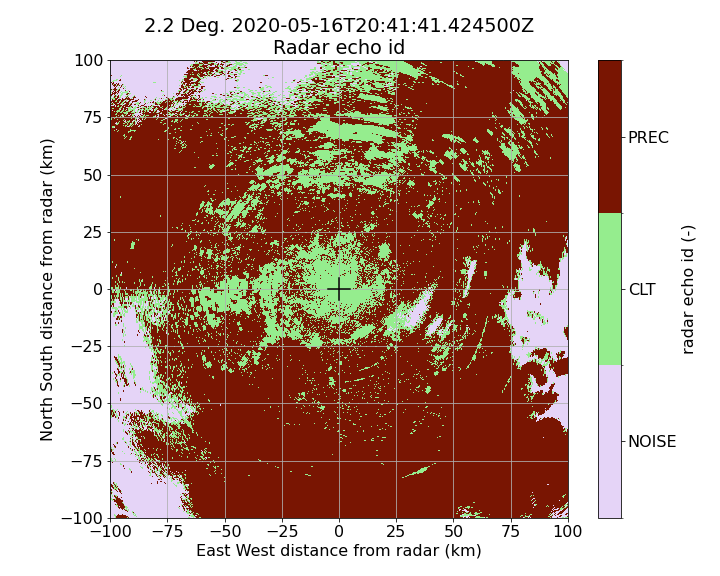 2.2 Deg. 2020-05-16T20:41:41.424500Z
Radar echo id
100
75
50
25
0
−25
−50
−75
−100
−100
−75
−50
−25
0
25
50
75
100
North South distance from radar (km)
East West distance from radar (km)
PREC
CLT
NOISE
radar echo id (-)